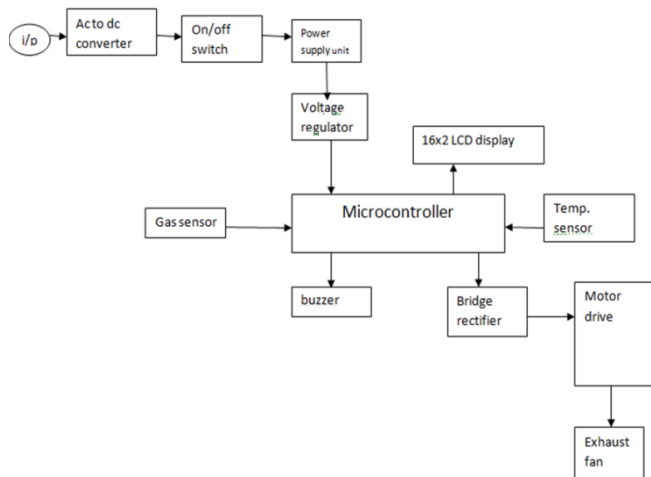 i/p
Ac to dc
converter
On/off
switch
Power
supply unit
Voltage
regulator
16x2 LCD display
Microcontroller
Gas sensor
Temp.
sensor
buzzer
Bridge
rectifier
Motor
drive
Exhaust
fan